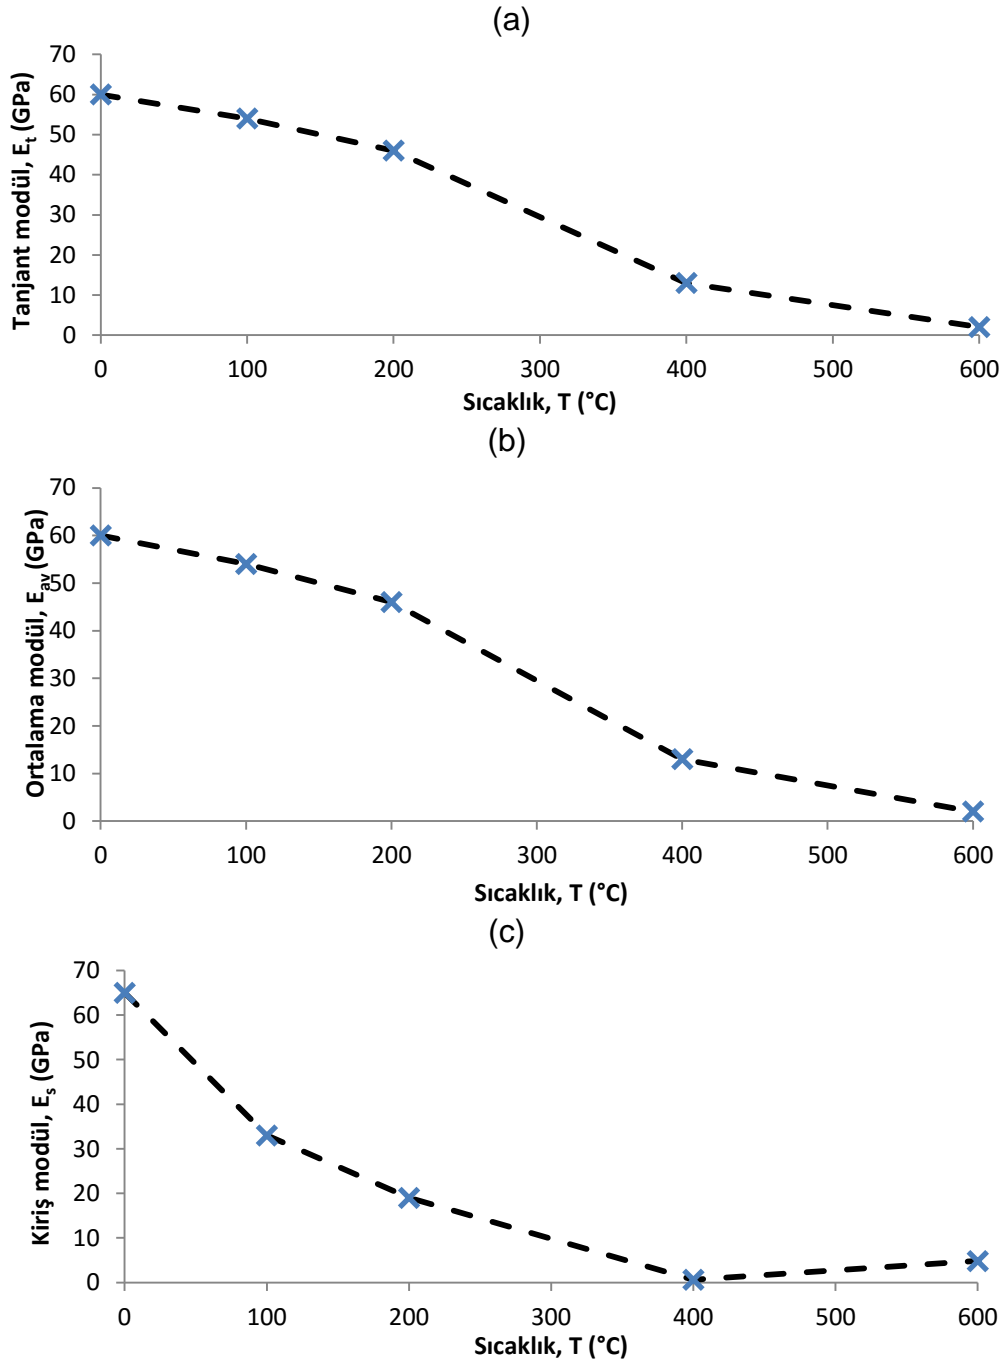 (a)
70
60
50
40
30
20
10
0
Tanjant modül, Et (GPa)
0 100 200 300 400 500 600
Sıcaklık, T (°C)
(b)
70
60
50
40
30
20
10
0
Ortalama modül, Eav (GPa)
0 100 200 300 400 500 600
Sıcaklık, T (°C)
(c)
70
60
50
40
30
20
10
0
Kiriş modül, Es (GPa)
0 100 200 300 400 500 600
Sıcaklık, T (°C)